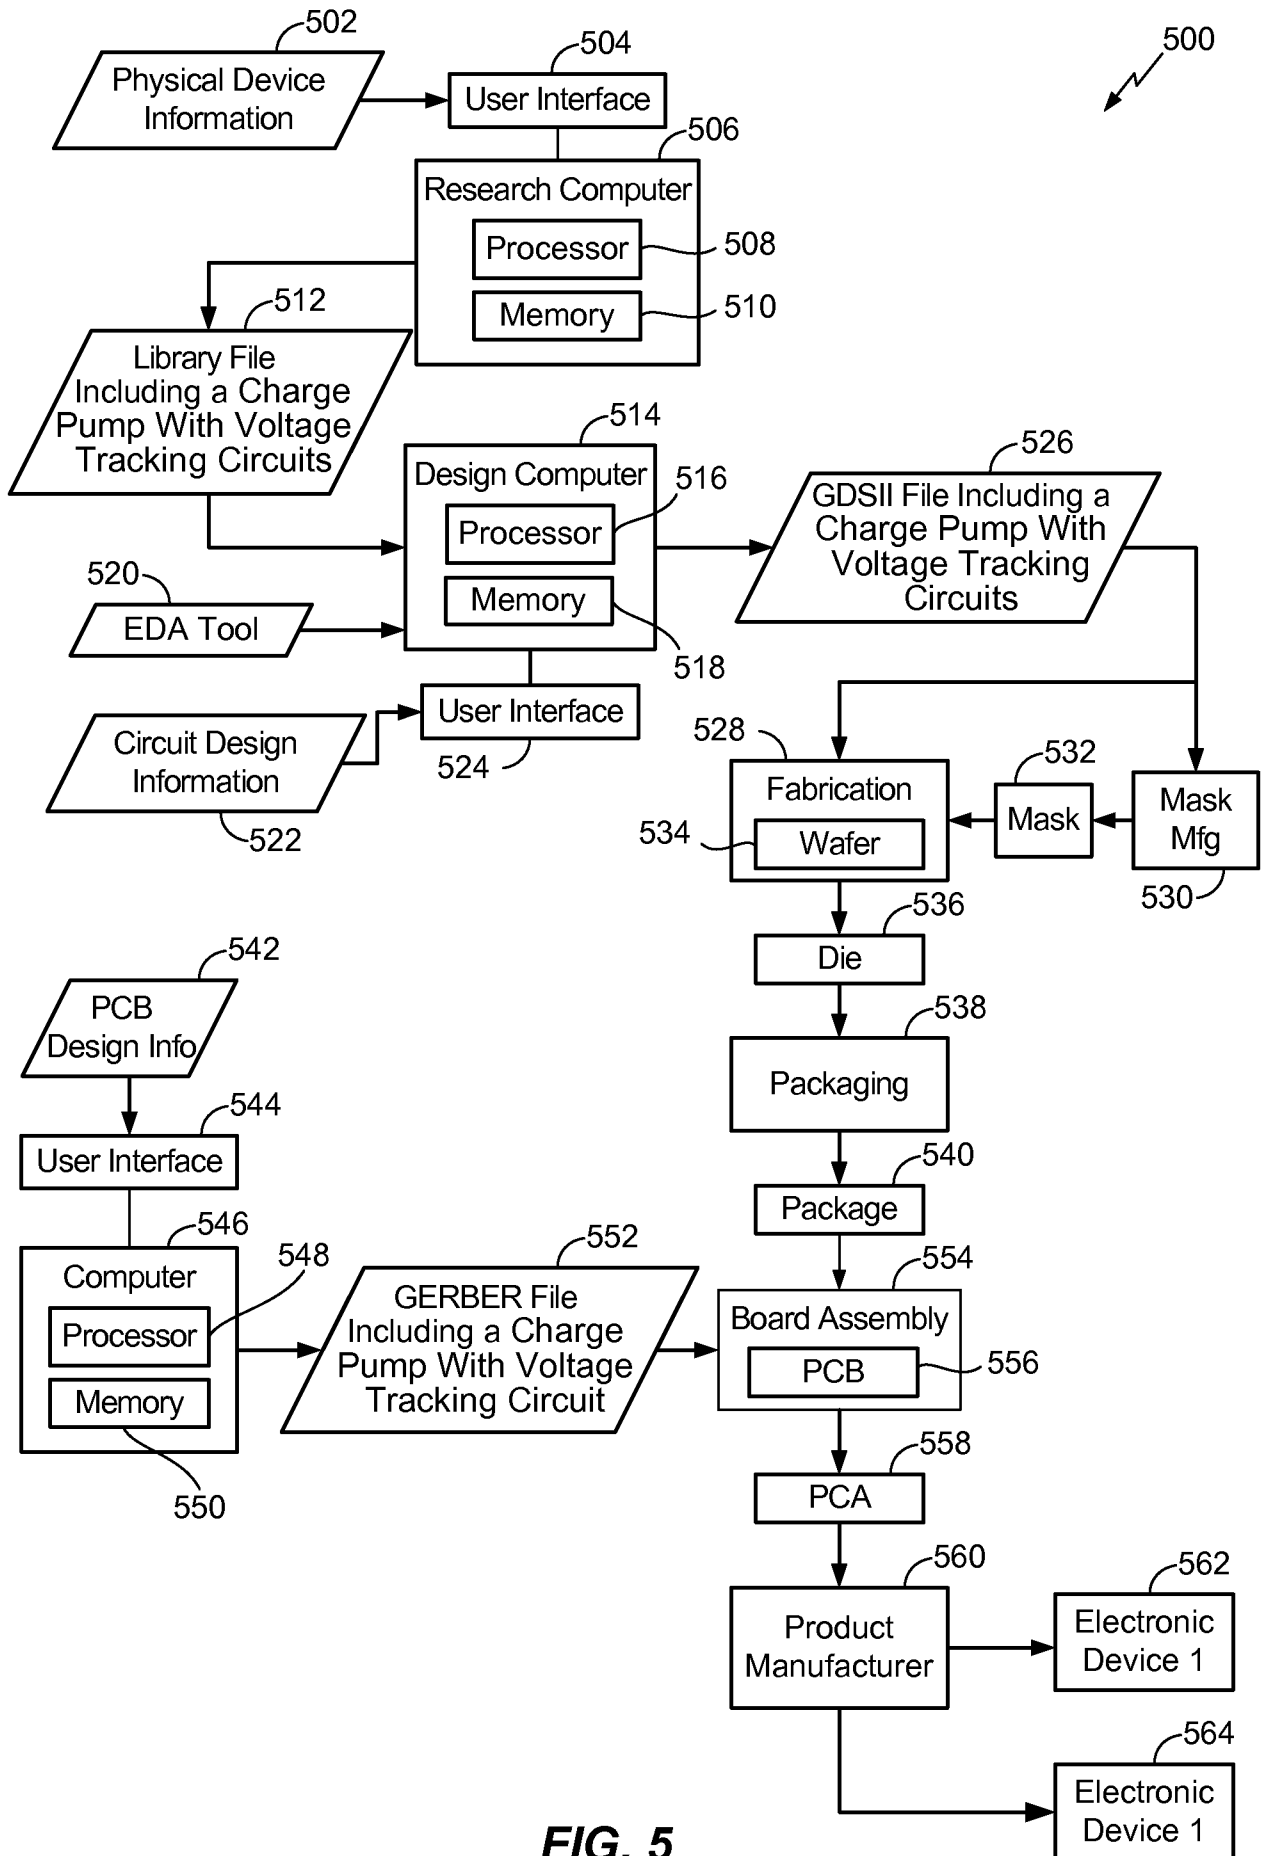 502
500
Physical Device
Information
504
User Interface
506
Research Computer
Processor
508
Memory
510
512
Library File
Including a Charge
Pump With Voltage
Tracking Circuits
514
Design Computer
516
Processor
Memory
518
520
EDA Tool
User Interface
524
Circuit Design
Information
522
526
GDSII File Including a
Charge Pump With
Voltage Tracking
Circuits
528
Fabrication
534
Wafer
532
Mask
Mask
Mfg
530
536
Die
538
Packaging
540
Package
542
PCB
Design Info
544
User Interface
546
Computer
548
Processor
Memory
550
552
GERBER File
Including a Charge
Pump With Voltage
Tracking Circuit
554
Board Assembly
PCB
556
558
PCA
560
Product
Manufacturer
562
Electronic
Device 1
564
Electronic
Device 1
FIG. 5